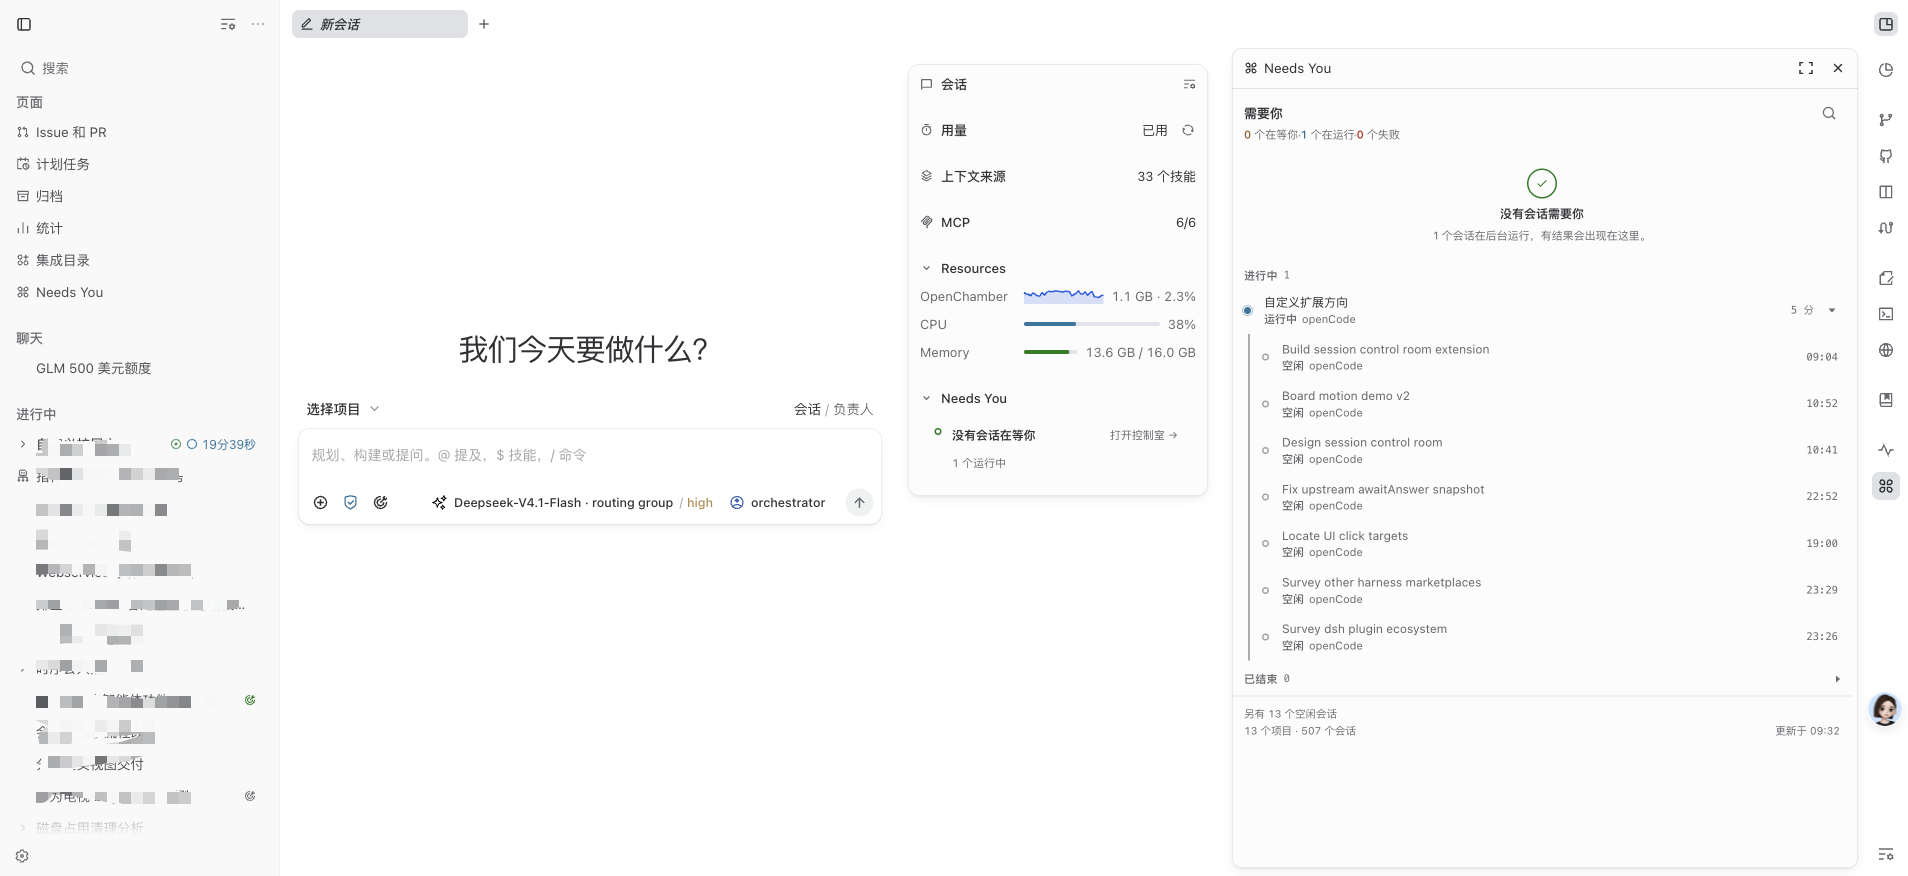 搜索
页面
Issue 和 PR
计划任务
归档
统计
集成目录
Needs You
聊天
GLM 500 美元额度
进行中
19分39秒
磁盘占用清理分析
新会话
我们今天要做什么?
选择项目
会话 / 负责人
规划、构建或提问。@ 提及，$ 技能，/ 命令
Deepseek-V4.1-Flash · routing group / high
orchestrator
会话
用量 已用
上下文来源 33 个技能
MCP 6/6
Resources
OpenChamber 1.1 GB · 2.3%
CPU 38%
Memory 13.6 GB / 16.0 GB
Needs You
没有会话在等你 打开控制室 →
1 个运行中
Needs You
需要你
0 个在等你·1 个在运行·0 个失败
没有会话需要你
1 个会话在后台运行，有结果会出现在这里。
进行中 1
自定义扩展方向
运行中 openCode
5 分
Build session control room extension
空闲 openCode
09:04
Board motion demo v2
空闲 openCode
10:52
Design session control room
空闲 openCode
10:41
Fix upstream awaitAnswer snapshot
空闲 openCode
22:52
Locate UI click targets
空闲 openCode
19:00
Survey other harness marketplaces
空闲 openCode
23:29
Survey dsh plugin ecosystem
空闲 openCode
23:26
已结束 0
另有 13 个空闲会话
13 个项目 · 507 个会话
更新于 09:32